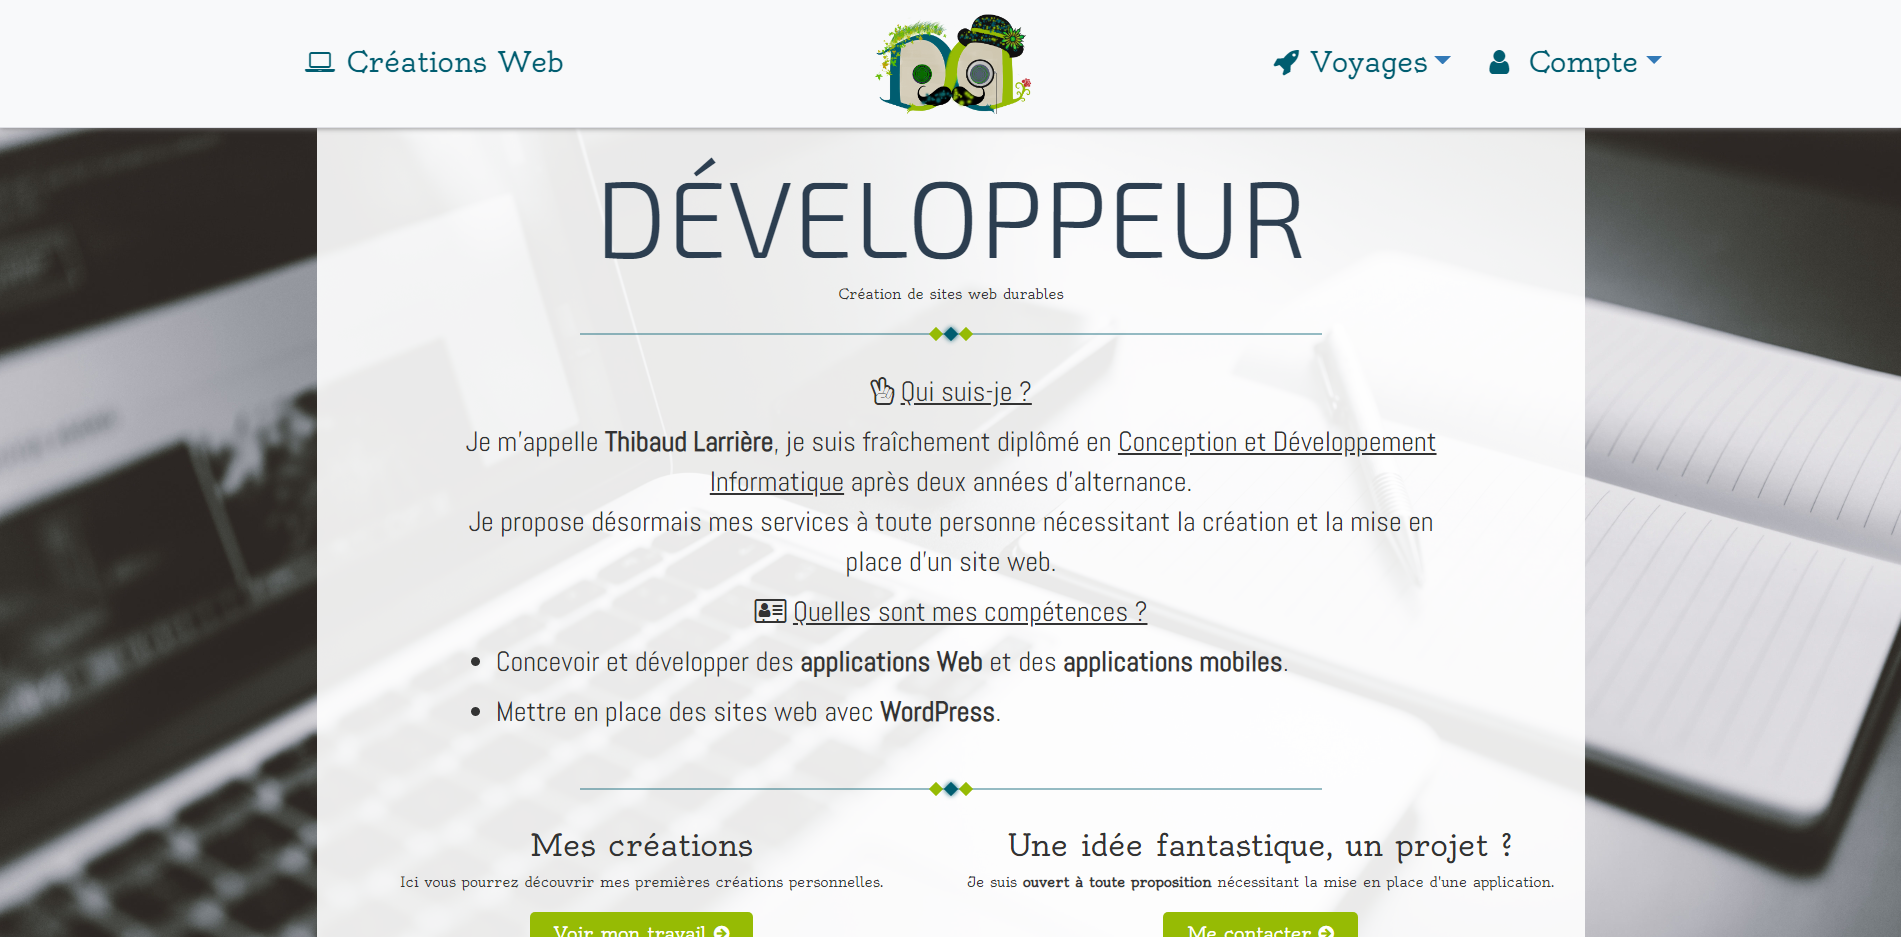 Créations Web
Voyages
Compte
DÉVELOPPEUR
Création de sites web durables
Qui suis-je ?
Je m'appelle Thibaud Larrière, je suis fraîchement diplômé en Conception et Développement
Informatique après deux années d'alternance.
Je propose désormais mes services à toute personne nécessitant la création et la mise en
place d'un site web.
Quelles sont mes compétences ?
• Concevoir et développer des applications Web et des applications mobiles.
• Mettre en place des sites web avec WordPress.
Mes créations
Ici vous pourrez découvrir mes premières créations personnelles.
Voir mon travail
Une idée fantastique, un projet ?
Je suis ouvert à toute proposition nécessitant la mise en place d'une application.
Me contacter